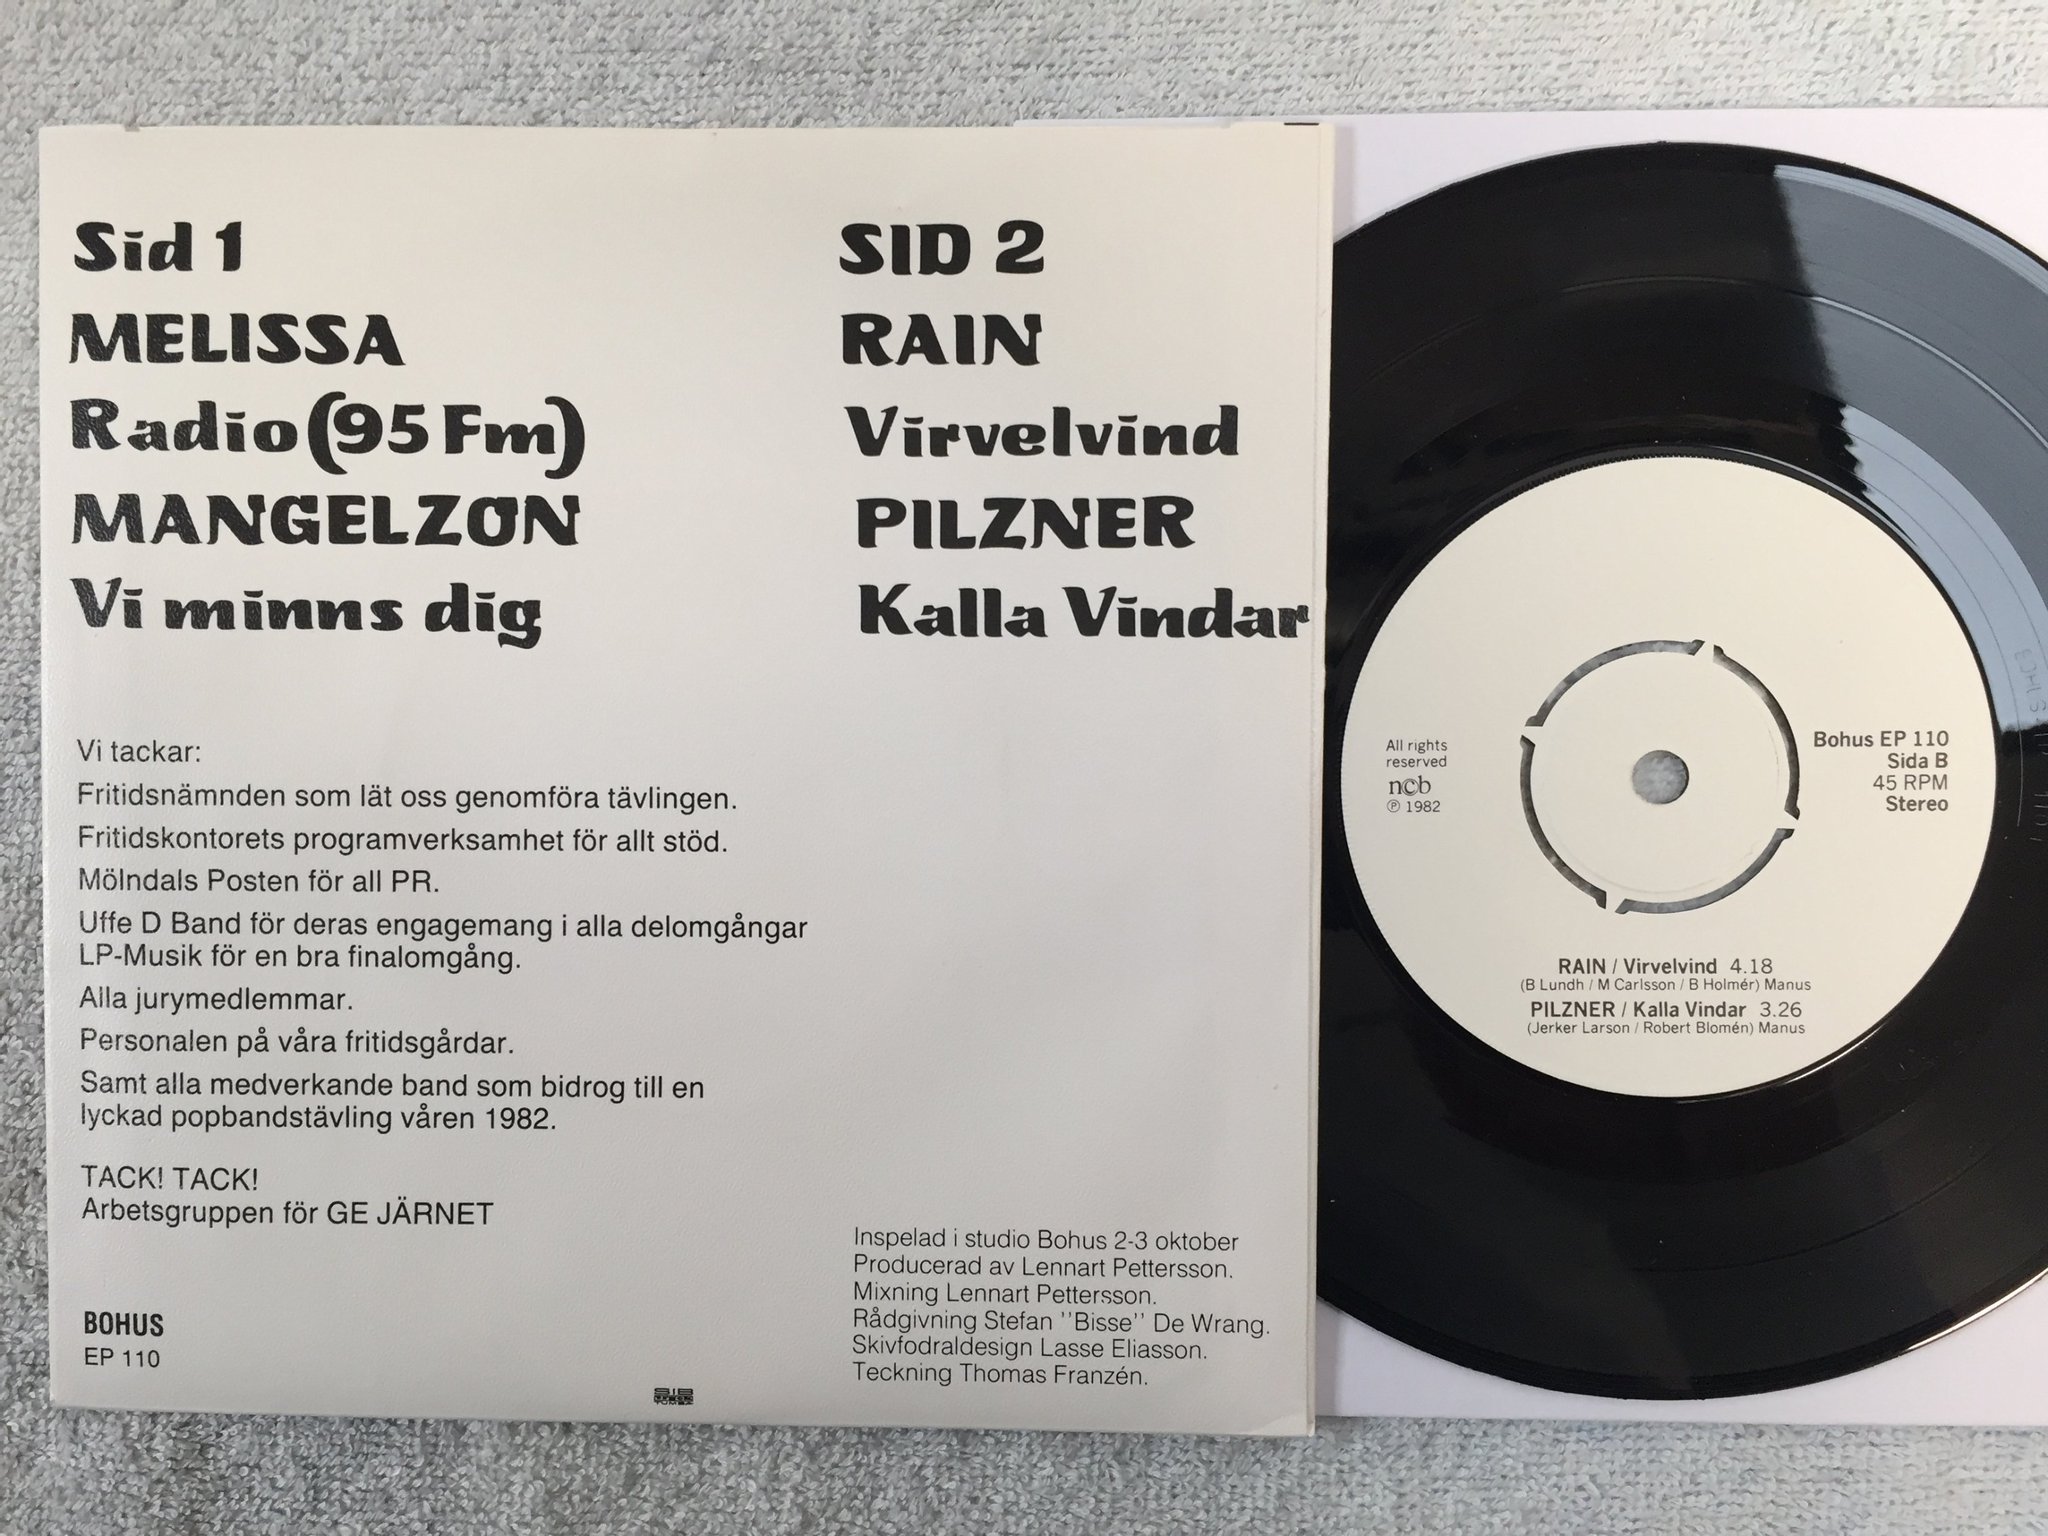 Sid 1
MELISSA
Radio (95 Fm)
MANGELZON
Vi minns dig
SID 2
RAIN
Virvelvind
PILZNER
Kalla Vindar
Vi tackar:
Fritidsnämnden som lät oss genomföra tävlingen.
Fritidskontorets programverksamhet för allt stöd.
Mölndals Posten för all PR.
Uffe D Band för deras engagemang i alla delomgångar
LP-Musik för en bra finalomgång.
Alla jurymedlemmar.
Personalen på våra fritidsgårdar.
Samt alla medverkande band som bidrog till en
lyckad popbandstävling våren 1982.
TACK! TACK!
Arbetsgruppen för GE JÄRNET
BOHUS
EP 110
Inspelad i studio Bohus 2-3 oktober
Producerad av Lennart Pettersson.
Mixning Lennart Pettersson.
Rådgivning Stefan "Bisse" De Wrang.
Skivfodraldesign Lasse Eliasson.
Teckning Thomas Franzén.
All rights
reserved
ncb
℗ 1982
Bohus EP 110
Sida B
45 RPM
Stereo
RAIN / Virvelvind 4.18
(B Lundh / M Carlsson / B Holmér) Manus
PILZNER / Kalla Vindar 3.26
(Jerker Larson / Robert Blomén) Manus